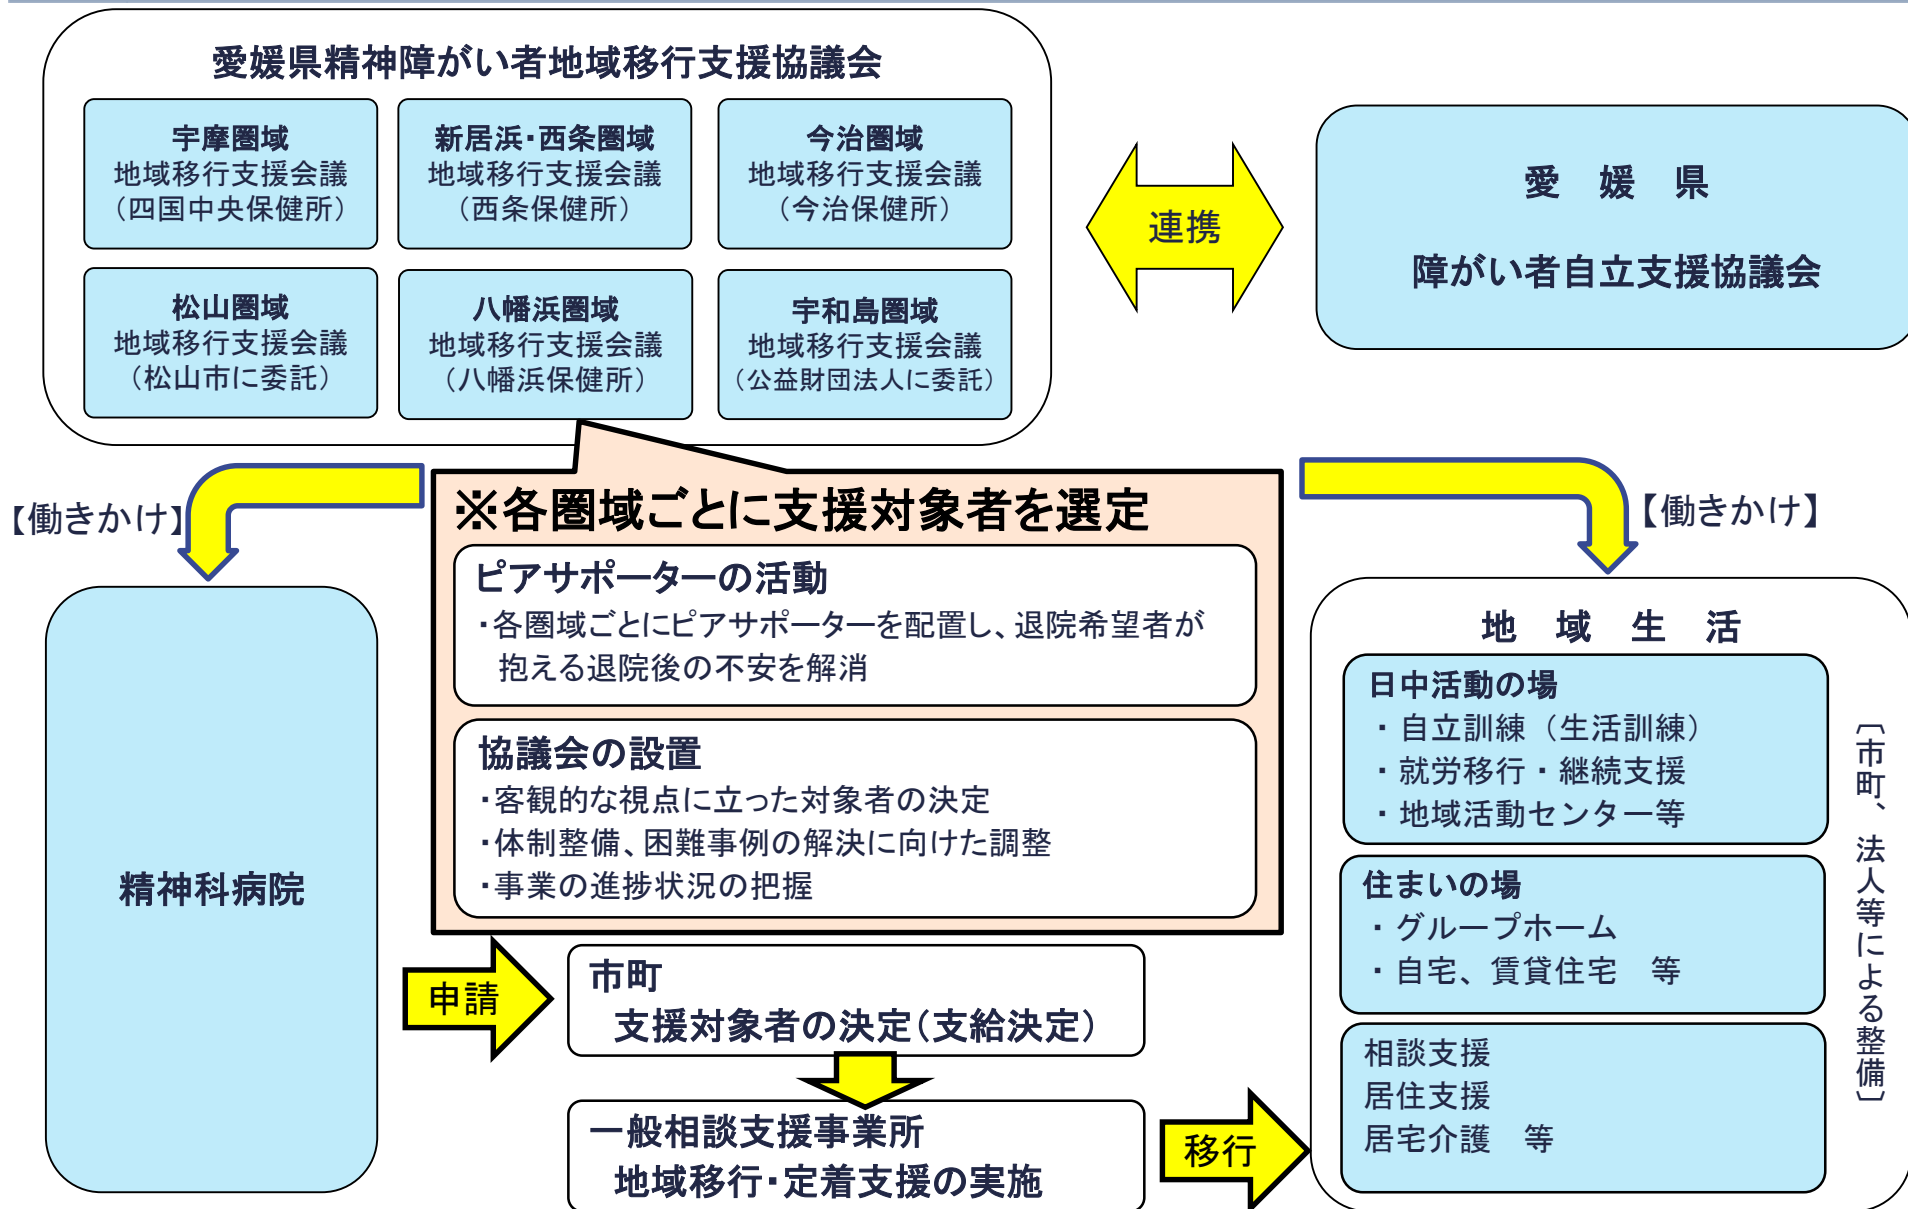 愛媛県精神障がい者地域移行支援協議会
宇摩圏域
地域移行支援会議
（四国中央保健所）
新居浜・西条圏域
地域移行支援会議
（西条保健所）
今治圏域
地域移行支援会議
（今治保健所）
松山圏域
地域移行支援会議
（松山市に委託）
八幡浜圏域
地域移行支援会議
（八幡浜保健所）
宇和島圏域
地域移行支援会議
（公益財団法人に委託）
連携
愛　媛　県
障がい者自立支援協議会
【働きかけ】
※各圏域ごとに支援対象者を選定
ピアサポーターの活動
・各圏域ごとにピアサポーターを配置し、退院希望者が
抱える退院後の不安を解消
協議会の設置
・客観的な視点に立った対象者の決定
・体制整備、困難事例の解決に向けた調整
・事業の進捗状況の把握
【働きかけ】
精神科病院
申請
市町
支援対象者の決定（支給決定）
一般相談支援事業所
地域移行・定着支援の実施
移行
地　域　生　活
日中活動の場
・自立訓練（生活訓練）
・就労移行・継続支援
・地域活動センター等
住まいの場
・グループホーム
・自宅、賃貸住宅　等
相談支援
居住支援
居宅介護　等
〔市町、法人等による整備〕